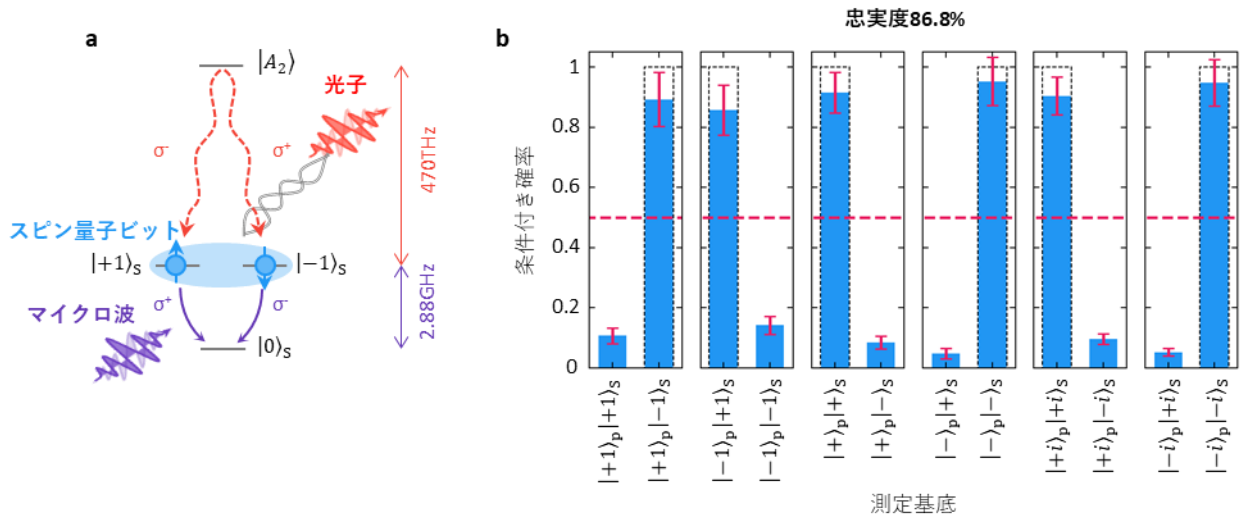 忠実度86.8%
a
|A₂⟩
光子
σ⁻
σ⁺
470THz
スピン量子ビット
|+1⟩s
|−1⟩s
σ⁺
σ⁻
マイクロ波
2.88GHz
|0⟩s
b
条件付き確率
1
0.8
0.6
0.4
0.2
0
|+1⟩p|+1⟩s
|+1⟩p|−1⟩s
|−1⟩p|+1⟩s
|−1⟩p|−1⟩s
|+⟩p|+⟩s
|+⟩p|−⟩s
|−⟩p|+⟩s
|−⟩p|−⟩s
|+i⟩p|+i⟩s
|+i⟩p|−i⟩s
|−i⟩p|+i⟩s
|−i⟩p|−i⟩s
測定基底